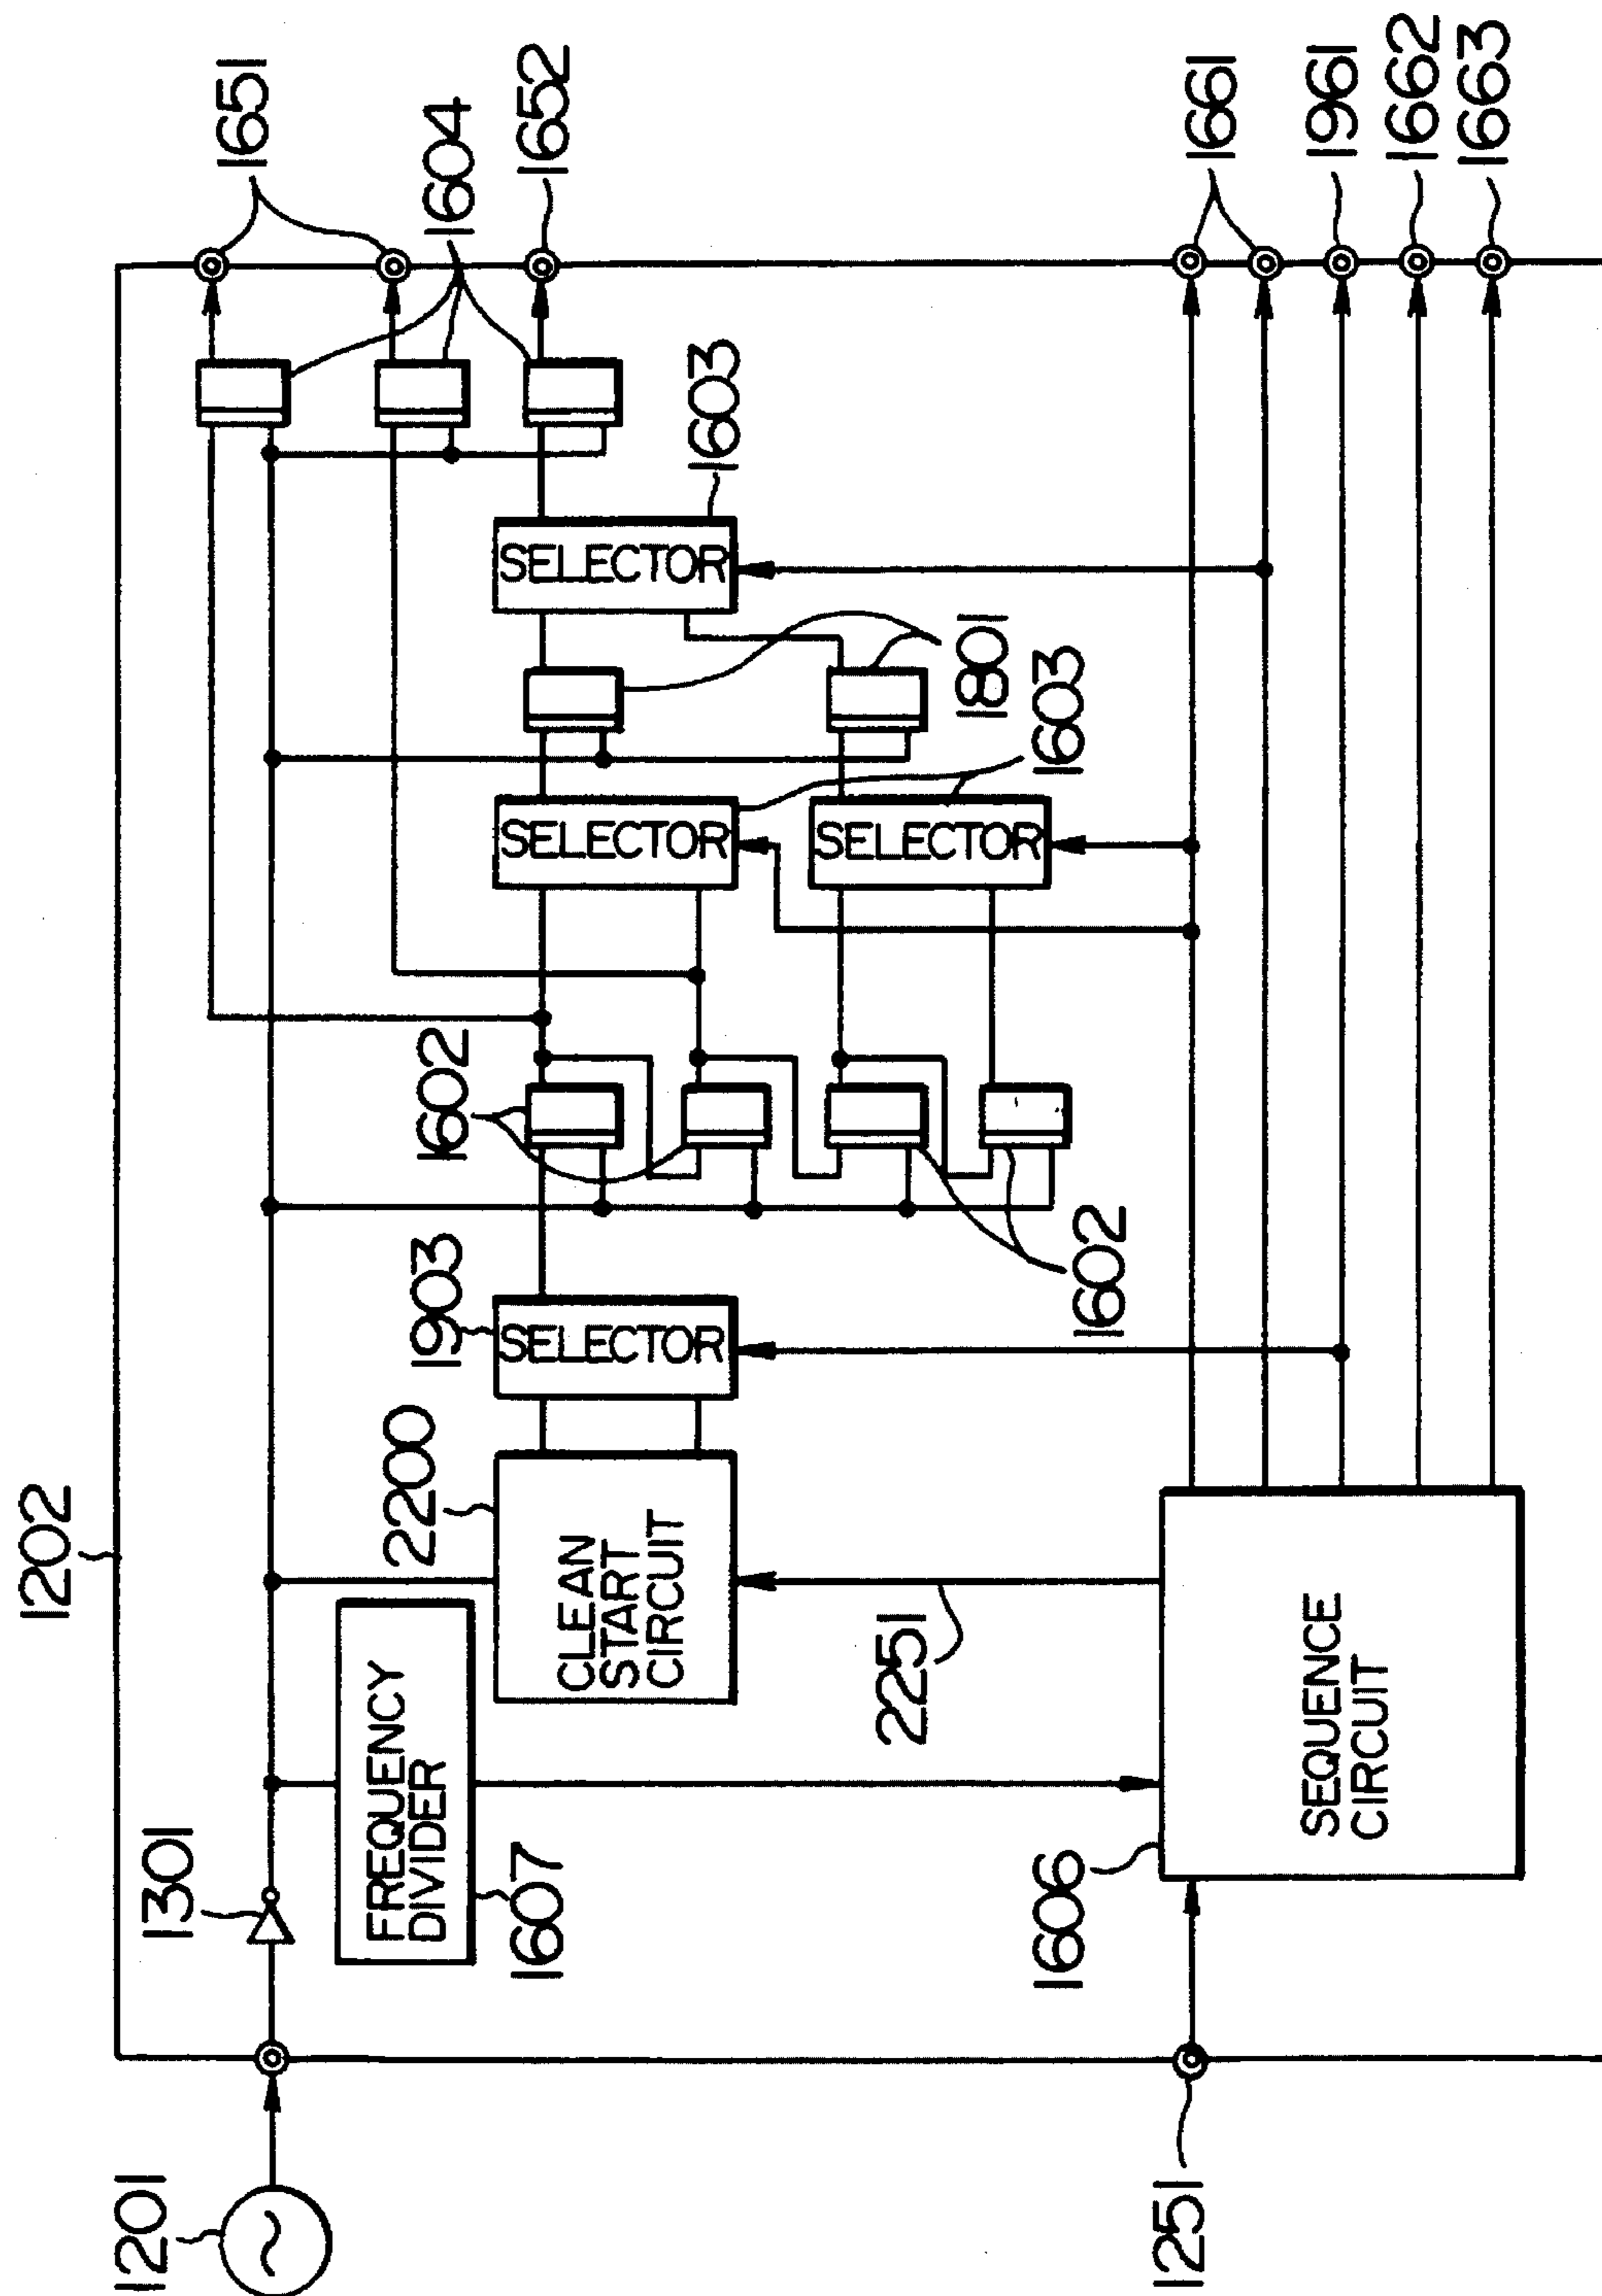 1202
1201
1301
FREQUENCY
DIVIDER
1607
2200
CLEAN
START
CIRCUIT
2251
1903
SELECTOR
1602
1602
SELECTOR
SELECTOR
1603
1801
SELECTOR
1603
1604
1651
1652
1251
1606
SEQUENCE
CIRCUIT
1661
1961
1662
1663